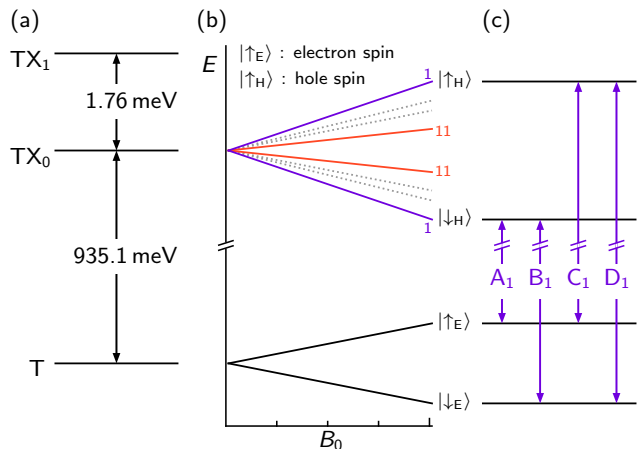 (a)
TX₁
1.76 meV
TX₀
935.1 meV
T
(b)
E
|↑E⟩ : electron spin
|↑H⟩ : hole spin
1
|↑H⟩
11
11
1
|↓H⟩
|↑E⟩
|↓E⟩
B₀
(c)
A₁ B₁ C₁ D₁